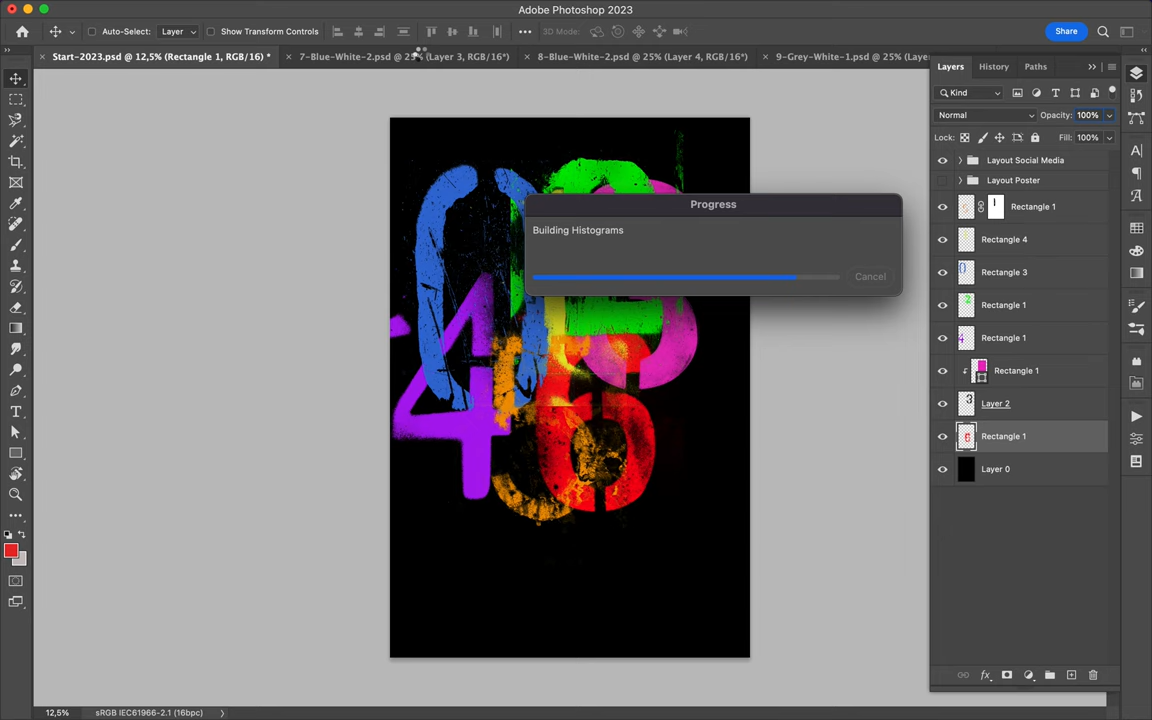 Adobe Photoshop 2023
Auto-Select: Layer Show Transform Controls 3D Mode: Share
Start-2023.psd @ 12,5% (Rectangle 1, RGB/16) * 7-Blue-White-2.psd @ 25% (Layer 3, RGB/16*) 8-Blue-White-2.psd @ 25% (Layer 4, RGB/16*) 9-Grey-White-1.psd @ 25% (Laye
Layers History Paths
Kind
Normal Opacity: 100%
Lock: Fill: 100%
Layout Social Media
Layout Poster
Rectangle 1
Rectangle 4
Rectangle 3
Rectangle 1
Rectangle 1
Rectangle 1
Layer 2
Rectangle 1
Layer 0
Progress
Building Histograms
Cancel
4
6
12,5% sRGB IEC61966-2.1 (16bpc)